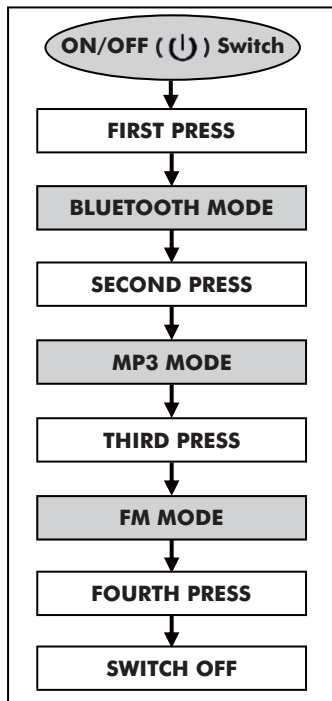 ON/OFF (⏻) Switch
FIRST PRESS
BLUETOOTH MODE
SECOND PRESS
MP3 MODE
THIRD PRESS
FM MODE
FOURTH PRESS
SWITCH OFF